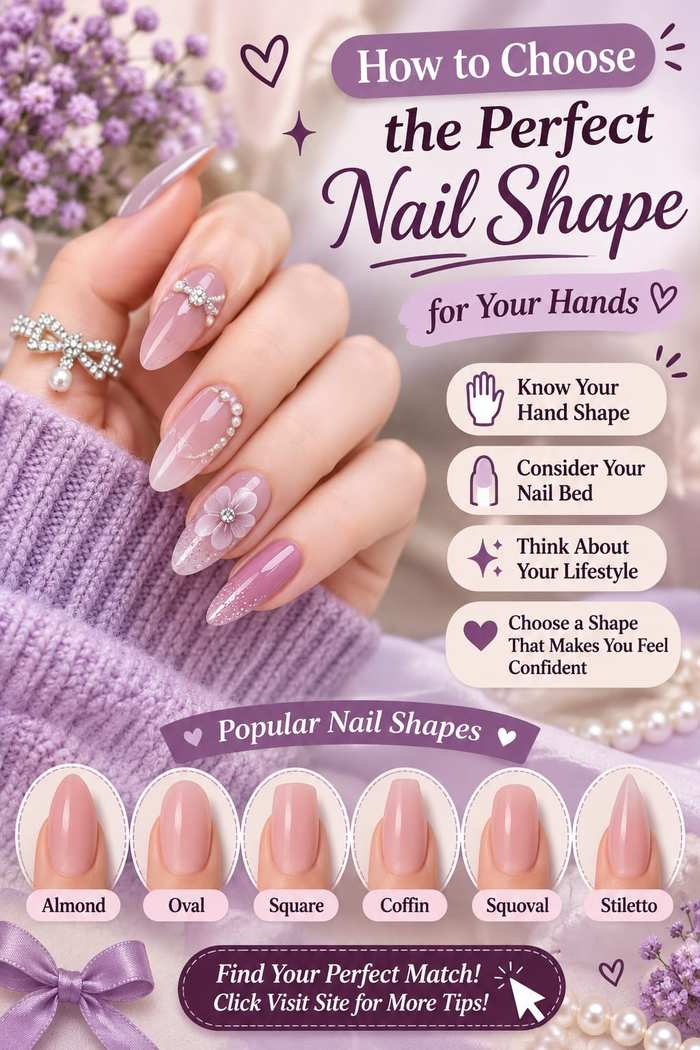 How to Choose
the Perfect
Nail Shape
for Your Hands
Know Your
Hand Shape
Consider Your
Nail Bed
Think About
Your Lifestyle
Choose a Shape
That Makes You Feel
Confident
Popular Nail Shapes
Almond
Oval
Square
Coffin
Squoval
Stiletto
Find Your Perfect Match!
Click Visit Site for More Tips!